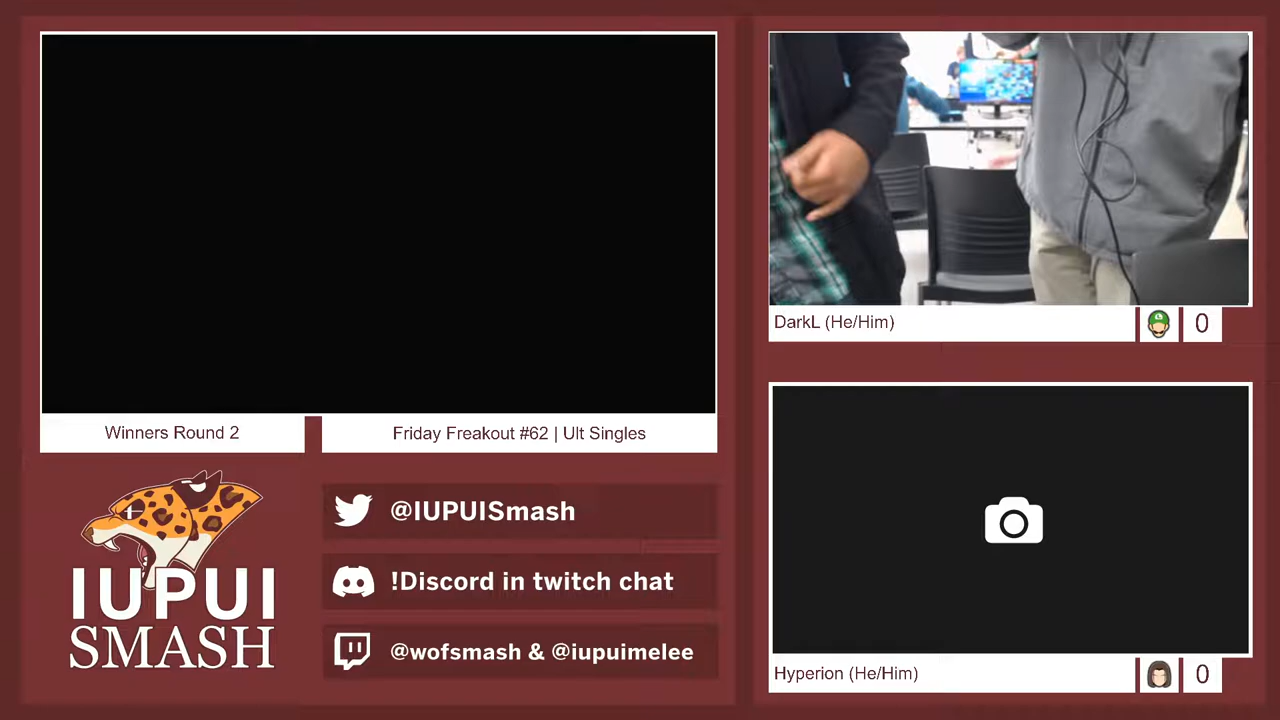 DarkL (He/Him)
0
Winners Round 2
Friday Freakout #62 | Ult Singles
@IUPUISmash
!Discord in twitch chat
@wofsmash & @iupuimelee
IUPUI
SMASH
Hyperion (He/Him)
0